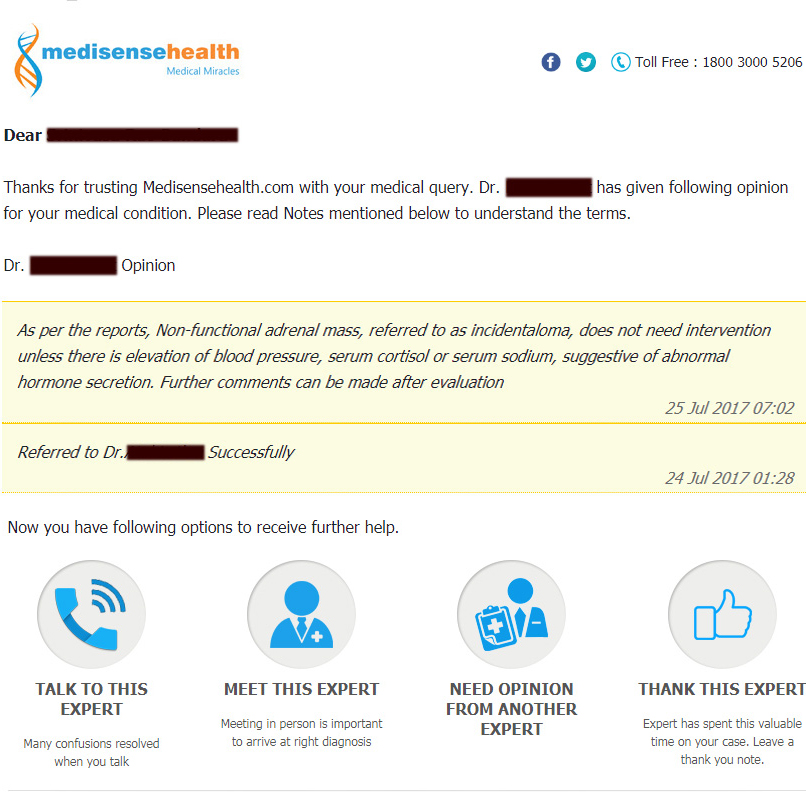 medisensehealth
Medical Miracles
Toll Free : 1800 3000 5206
Dear
Thanks for trusting Medisensehealth.com with your medical query. Dr. has given following opinion
for your medical condition. Please read Notes mentioned below to understand the terms.
Dr. Opinion
As per the reports, Non-functional adrenal mass, referred to as incidentaloma, does not need intervention
unless there is elevation of blood pressure, serum cortisol or serum sodium, suggestive of abnormal
hormone secretion. Further comments can be made after evaluation
25 Jul 2017 07:02
Referred to Dr. Successfully
24 Jul 2017 01:28
Now you have following options to receive further help.
TALK TO THIS
EXPERT
Many confusions resolved
when you talk
MEET THIS EXPERT
Meeting in person is important
to arrive at right diagnosis
NEED OPINION
FROM ANOTHER
EXPERT
THANK THIS EXPERT
Expert has spent this valuable
time on your case. Leave a
thank you note.